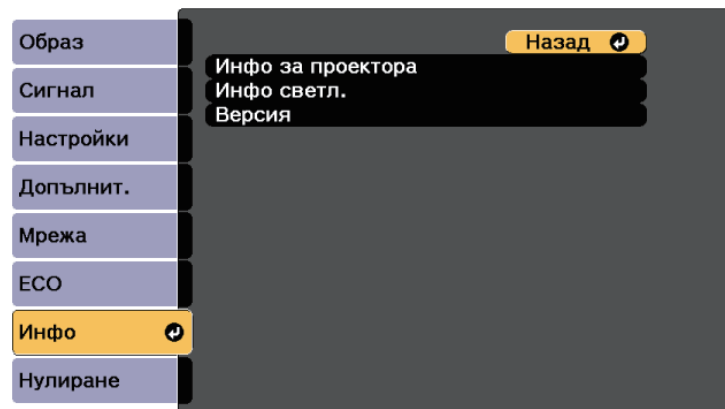 Образ
Сигнал
Настройки
Допълнит.
Мрежа
ECO
Инфо
Нулиране
Назад
Инфо за проектора
Инфо светл.
Версия